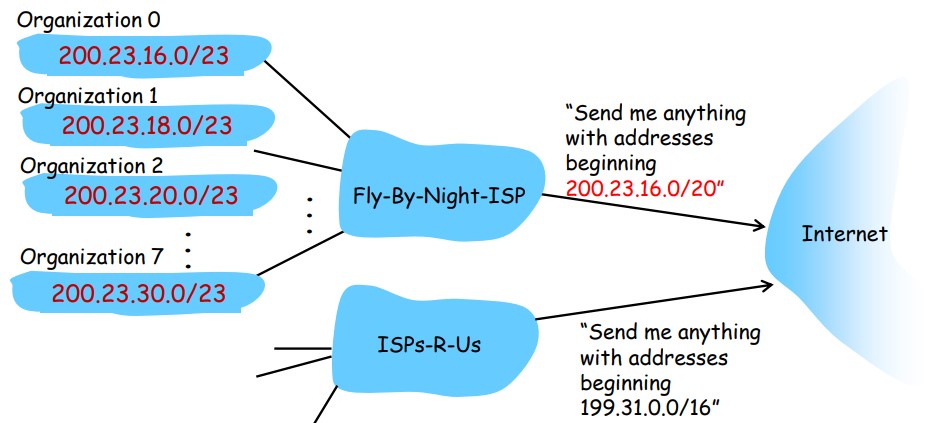 Organization 0
200.23.16.0/23
Organization 1
200.23.18.0/23
Organization 2
200.23.20.0/23
Organization 7
200.23.30.0/23
Fly-By-Night-ISP
“Send me anything
with addresses
beginning
200.23.16.0/20”
Internet
ISPs-R-Us
“Send me anything
with addresses
beginning
199.31.0.0/16”